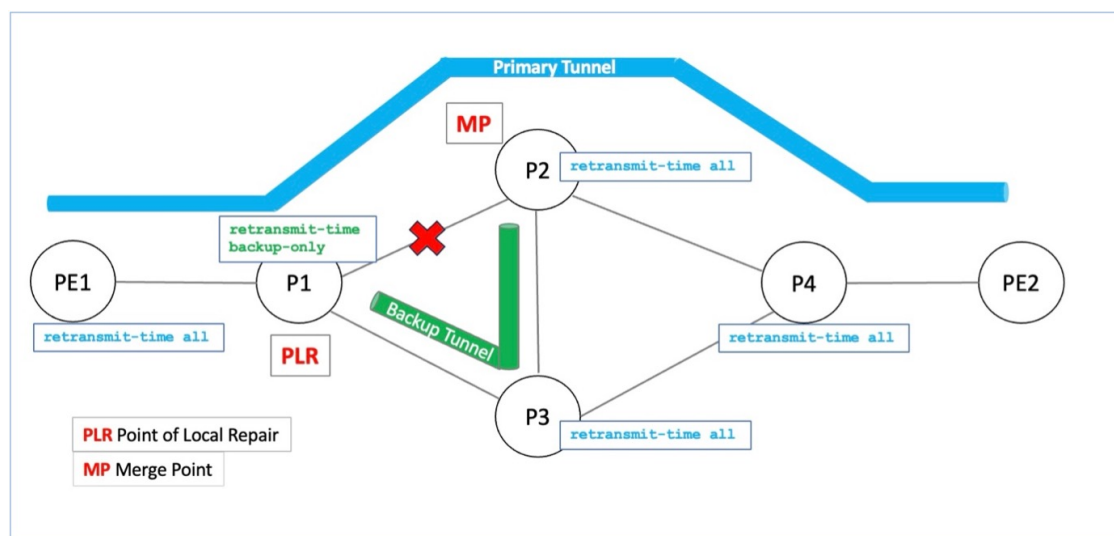 Primary Tunnel
MP
P2
retransmit-time all
retransmit-time
backup-only
PE1
P1
P4
PE2
retransmit-time all
Backup Tunnel
retransmit-time all
PLR
P3
retransmit-time all
PLR Point of Local Repair
MP Merge Point